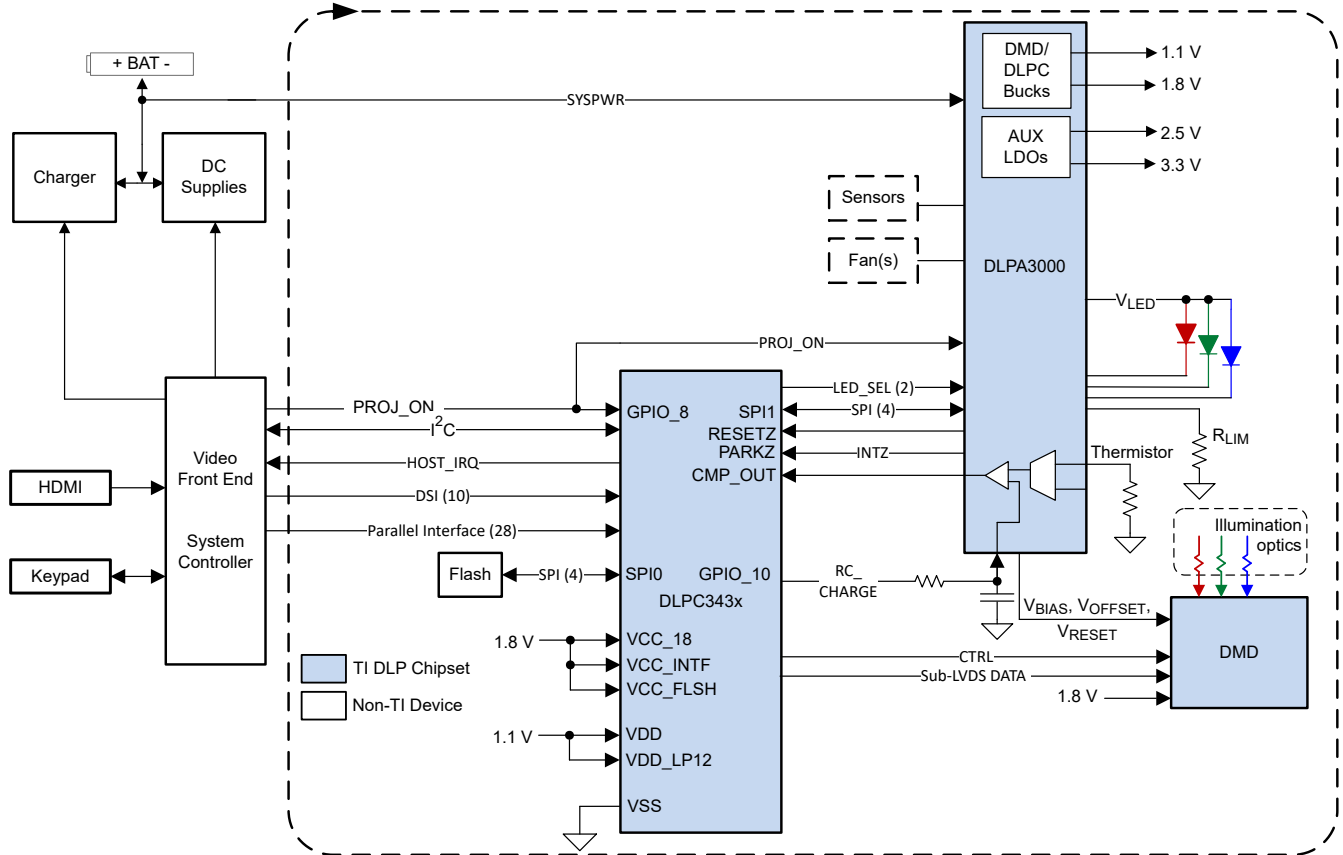 + BAT -
SYSPWR
Charger
DC
Supplies
DMD/
DLPC
Bucks
1.1 V
1.8 V
AUX
LDOs
2.5 V
3.3 V
Sensors
Fan(s)
DLPA3000
VLED
PROJ_ON
Video
Front End
System
Controller
HDMI
Keypad
PROJ_ON
I2C
HOST_IRQ
DSI (10)
Parallel Interface (28)
Flash
SPI (4)
GPIO_8
SPI1
RESETZ
PARKZ
CMP_OUT
SPI0
GPIO_10
DLPC343x
LED_SEL (2)
SPI (4)
INTZ
Thermistor
RLIM
Illumination
optics
RC_
CHARGE
VBIAS, VOFFSET,
VRESET
CTRL
Sub-LVDS DATA
1.8 V
DMD
1.8 V
VCC_18
VCC_INTF
VCC_FLSH
1.1 V
VDD
VDD_LP12
VSS
TI DLP Chipset
Non-TI Device